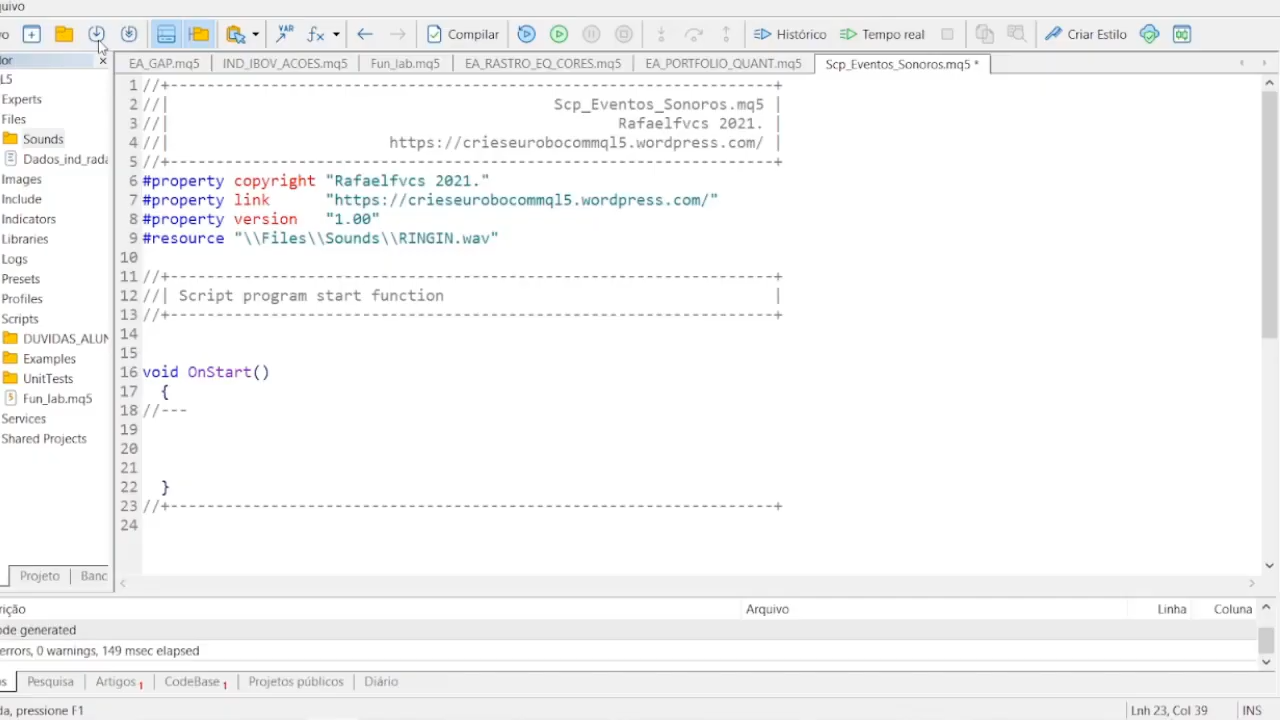 quivo
Compilar
Histórico
Tempo real
Criar Estilo
EA_GAP.mq5
IND_IBOV_ACOES.mq5
Fun_lab.mq5
EA_RASTRO_EQ_CORES.mq5
EA_PORTFOLIO_QUANT.mq5
Scp_Eventos_Sonoros.mq5 *
L5
Experts
Files
Sounds
Dados_ind_rada
Images
Include
Indicators
Libraries
Logs
Presets
Profiles
Scripts
DUVIDAS_ALUN
Examples
UnitTests
Fun_lab.mq5
Services
Shared Projects
Projeto
Banc
1 //+------------------------------------------------------------------+
2 //| Scp_Eventos_Sonoros.mq5 |
3 //| Rafaelfvcs 2021. |
4 //| https://crieseurobocommql5.wordpress.com/ |
5 //+------------------------------------------------------------------+
6 #property copyright "Rafaelfvcs 2021."
7 #property link "https://crieseurobocommql5.wordpress.com/"
8 #property version "1.00"
9 #resource "\\Files\\Sounds\\RINGIN.wav"
10
11 //+------------------------------------------------------------------+
12 //| Script program start function |
13 //+------------------------------------------------------------------+
14
15
16 void OnStart()
17 {
18 //---
19
20
21
22 }
23 //+------------------------------------------------------------------+
24
rição
Arquivo
Linha
Coluna
ode generated
errors, 0 warnings, 149 msec elapsed
Pesquisa
Artigos 1
CodeBase 1
Projetos públicos
Diário
da, pressione F1
Lnh 23, Col 39
INS